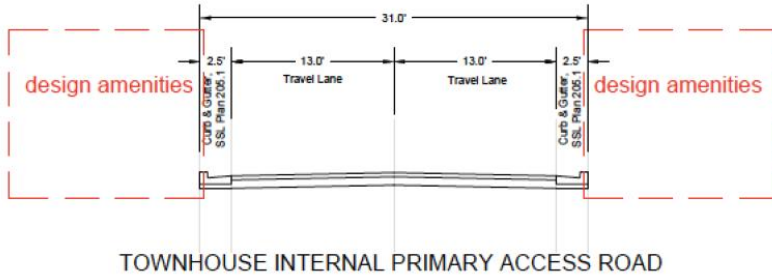 31.0'
2.5'
13.0'
13.0'
2.5'
Travel Lane
Travel Lane
design amenities
Curb & Gutter,
SSL Plan 205.1
Curb & Gutter,
SSL Plan 205.1
design amenities
TOWNHOUSE INTERNAL PRIMARY ACCESS ROAD